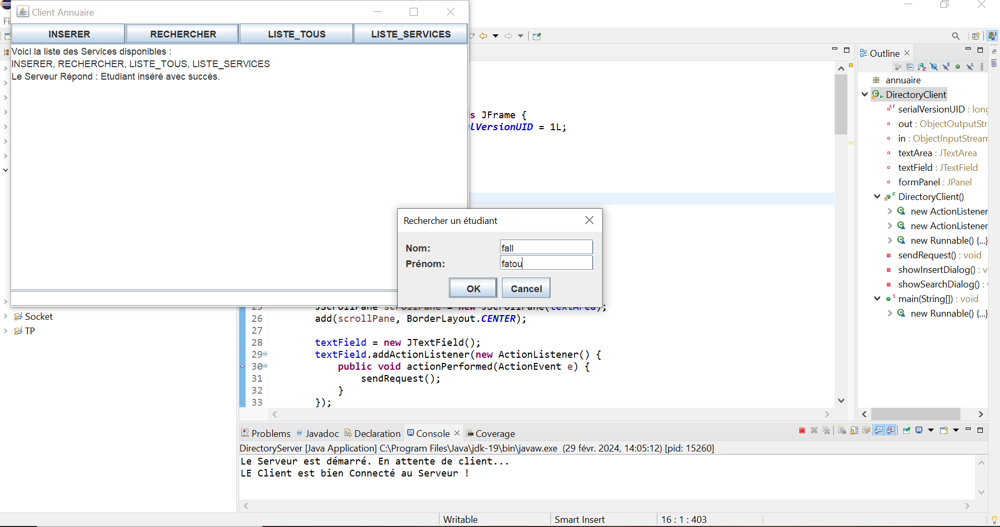 Client Annuaire
INSERER RECHERCHER LISTE_TOUS LISTE_SERVICES
Voici la liste des Services disponibles :
INSERER, RECHERCHER, LISTE_TOUS, LISTE_SERVICES
Le Serveur Répond : Etudiant inséré avec succès.
Rechercher un étudiant
Nom: fall
Prénom: fatou
OK Cancel
Socket
TP
s JFrame {
lVersionUID = 1L;
25 JScrollPane scrollPane = new JScrollPane(textArea);
26 add(scrollPane, BorderLayout.CENTER);
27
28 textField = new JTextField();
29 textField.addActionListener(new ActionListener() {
30 public void actionPerformed(ActionEvent e) {
31 sendRequest();
32 }
33 });
Outline
annuaire
DirectoryClient
serialVersionUID : long
out : ObjectOutputStr
in : ObjectInputStream
textArea : JTextArea
textField : JTextField
formPanel : JPanel
DirectoryClient()
new ActionListener
new ActionListener
new Runnable() {...}
sendRequest() : void
showInsertDialog() : v
showSearchDialog() :
main(String[]) : void
new Runnable() {...}
Problems @ Javadoc Declaration Console Coverage
DirectoryServer [Java Application] C:\Program Files\Java\jdk-19\bin\javaw.exe (29 févr. 2024, 14:05:12) [pid: 15260]
Le Serveur est démarré. En attente de client...
LE Client est bien Connecté au Serveur !
Writable Smart Insert 16 : 1 : 403